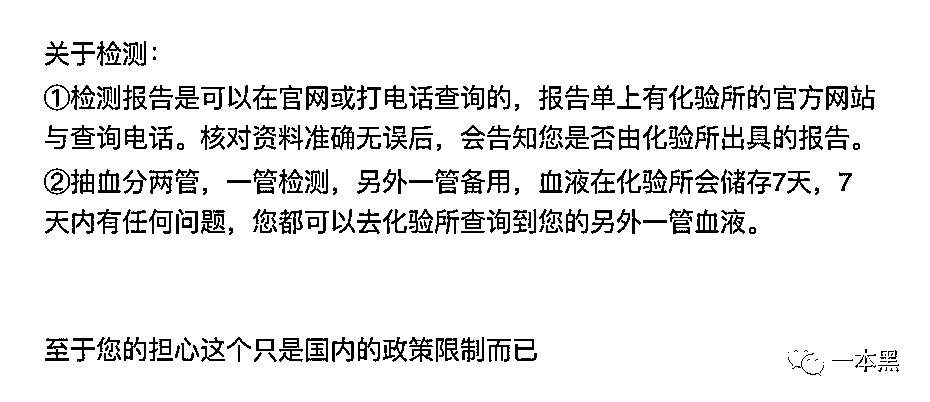 关于检测：
①检测报告是可以在官网或打电话查询的，报告单上有化验所的官方网站
与查询电话。核对资料准确无误后，会告知您是否由化验所出具的报告。
②抽血分两管，一管检测，另外一管备用，血液在化验所会储存7天，7
天内有任何问题，您都可以去化验所查询到您的另外一管血液。
至于您的担心这个只是国内的政策限制而已
一本黑